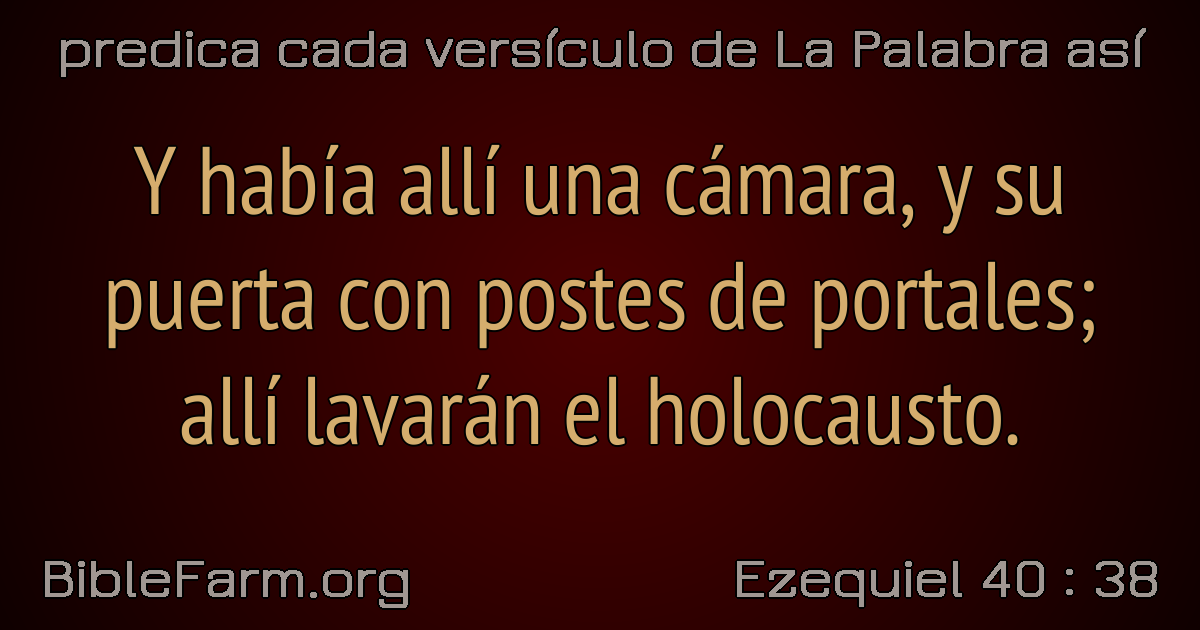 predica cada versículo de La Palabra así
Y había allí una cámara, y su
puerta con postes de portales;
allí lavarán el holocausto.
BibleFarm.org
Ezequiel 40 : 38